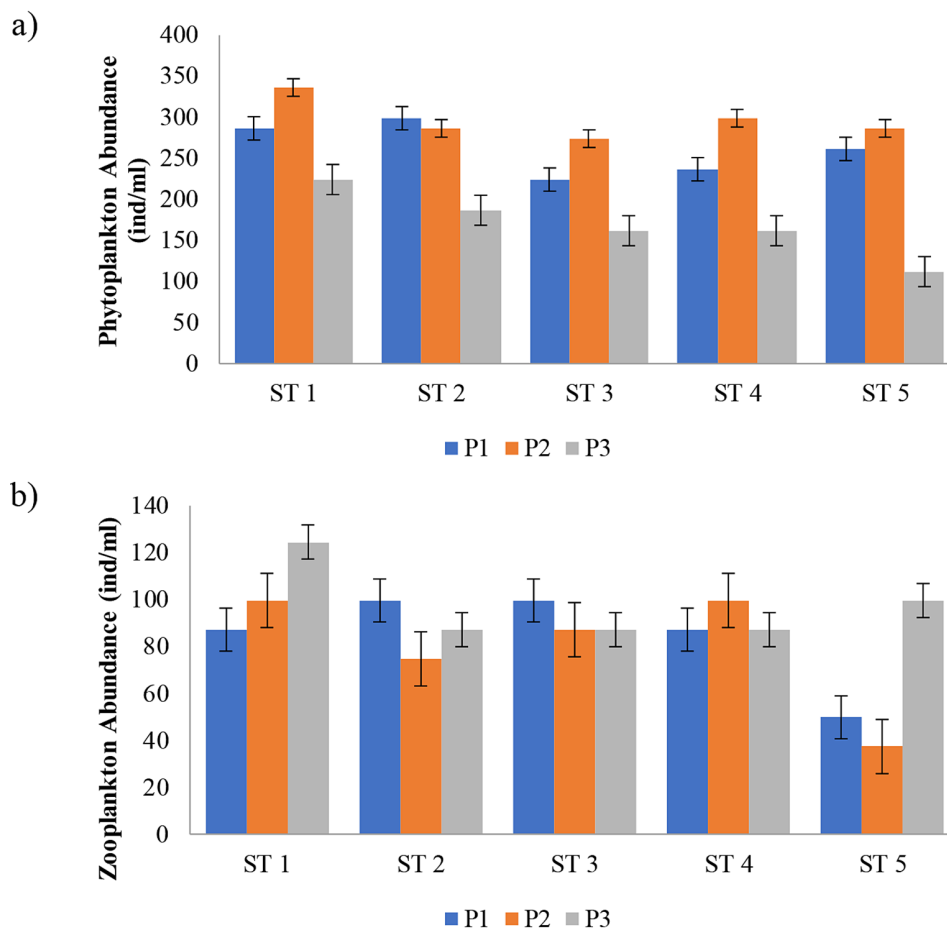 a)
Phytoplankton Abundance
(ind/ml)
400
350
300
250
200
150
100
50
0
ST 1 ST 2 ST 3 ST 4 ST 5
P1 P2 P3
b)
Zooplankton Abundance (ind/ml)
140
120
100
80
60
40
20
0
ST 1 ST 2 ST 3 ST 4 ST 5
P1 P2 P3